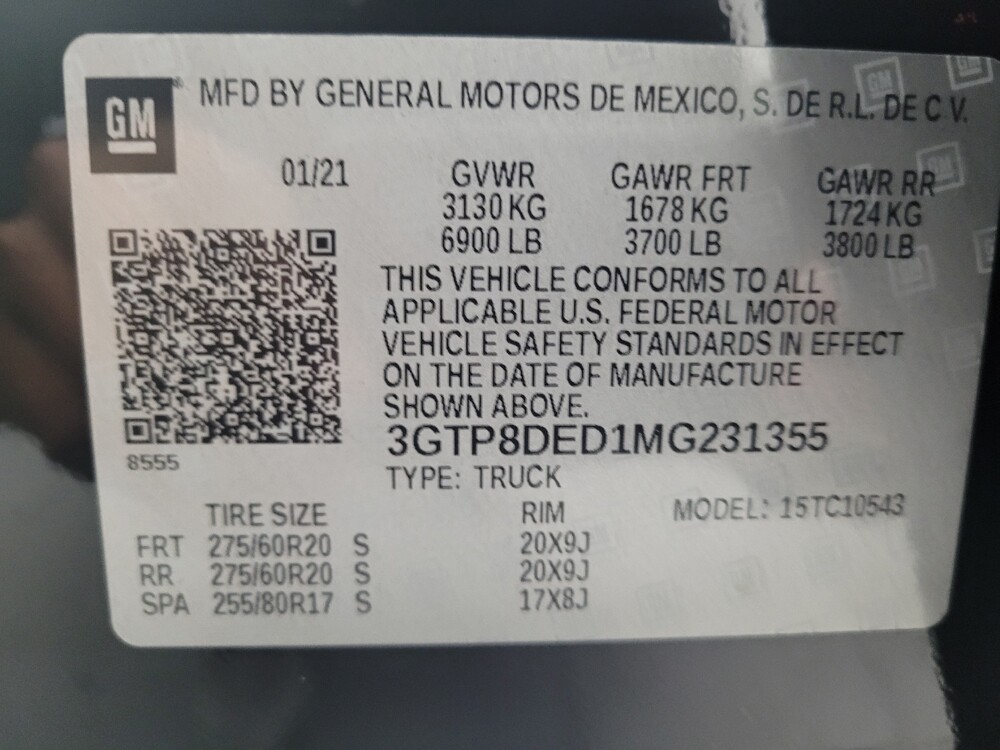 GM ® MFD BY GENERAL MOTORS DE MEXICO, S. DE R.L. DE C.V.
01/21 GVWR GAWR FRT GAWR RR
3130 KG 1678 KG 1724 KG
6900 LB 3700 LB 3800 LB
THIS VEHICLE CONFORMS TO ALL
APPLICABLE U.S. FEDERAL MOTOR
VEHICLE SAFETY STANDARDS IN EFFECT
ON THE DATE OF MANUFACTURE
SHOWN ABOVE.
3GTP8DED1MG231355
8555
TYPE: TRUCK
TIRE SIZE RIM MODEL: 15TC10543
FRT 275/60R20 S 20X9J
RR 275/60R20 S 20X9J
SPA 255/80R17 S 17X8J